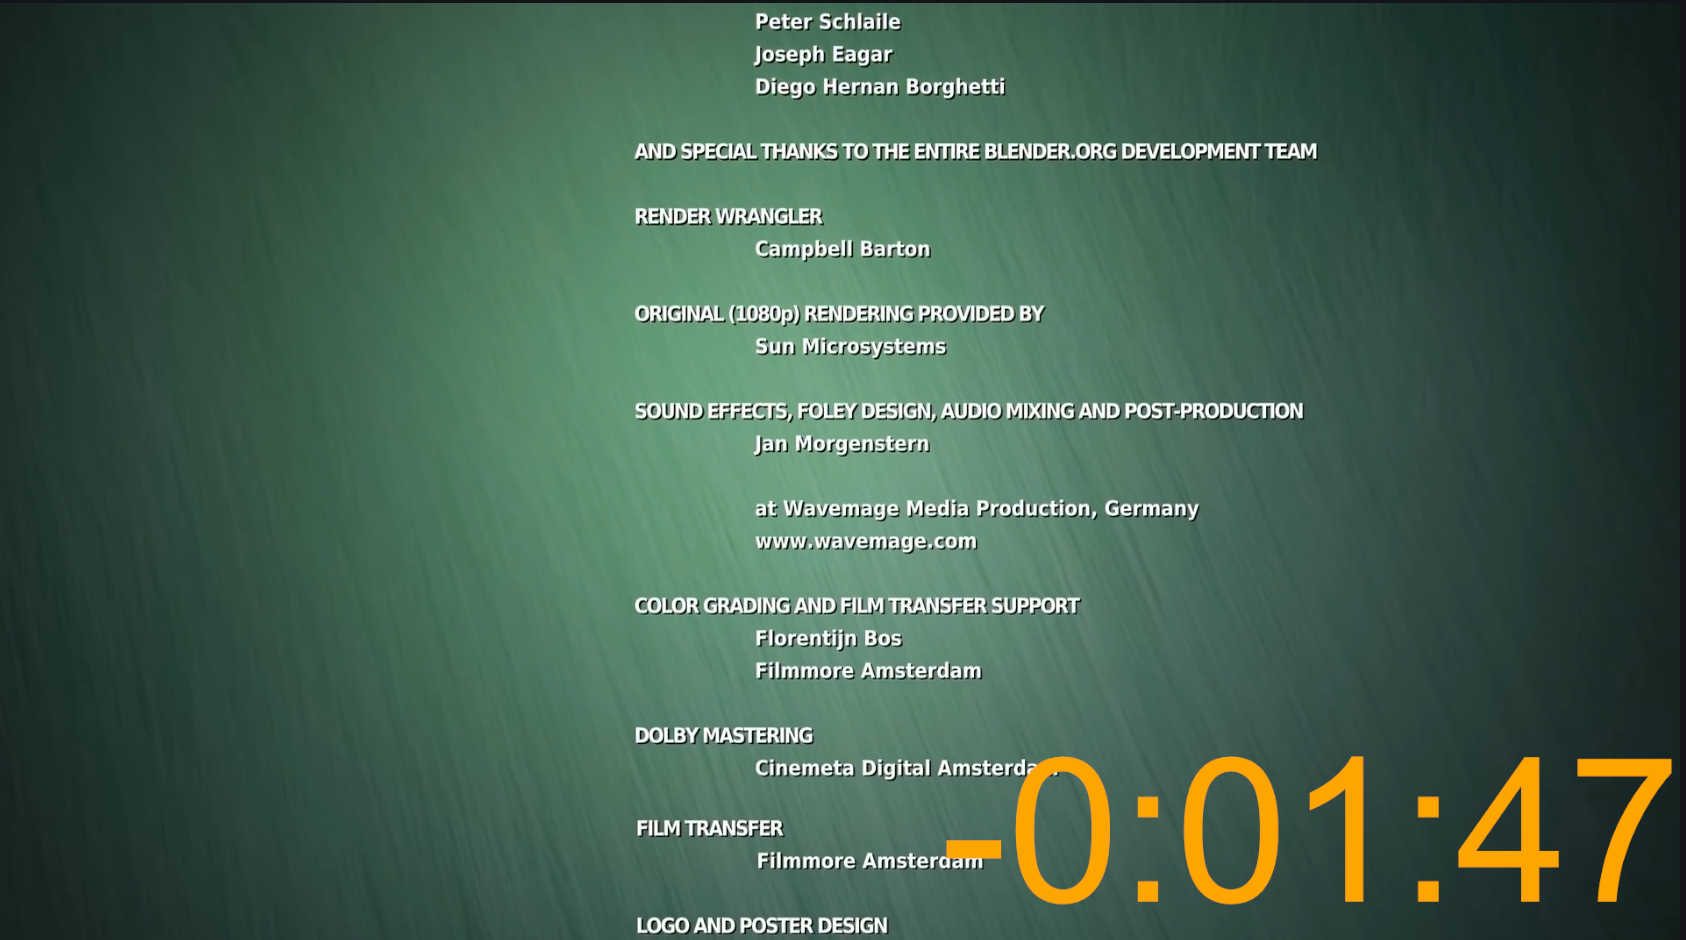 Peter Schlaile
Joseph Eagar
Diego Hernan Borghetti
AND SPECIAL THANKS TO THE ENTIRE BLENDER.ORG DEVELOPMENT TEAM
RENDER WRANGLER
Campbell Barton
ORIGINAL (1080p) RENDERING PROVIDED BY
Sun Microsystems
SOUND EFFECTS, FOLEY DESIGN, AUDIO MIXING AND POST-PRODUCTION
Jan Morgenstern
at Wavemage Media Production, Germany
www.wavemage.com
COLOR GRADING AND FILM TRANSFER SUPPORT
Florentijn Bos
Filmmore Amsterdam
DOLBY MASTERING
Cinemeta Digital Amsterdam
FILM TRANSFER
Filmmore Amsterdam
LOGO AND POSTER DESIGN
-0:01:47